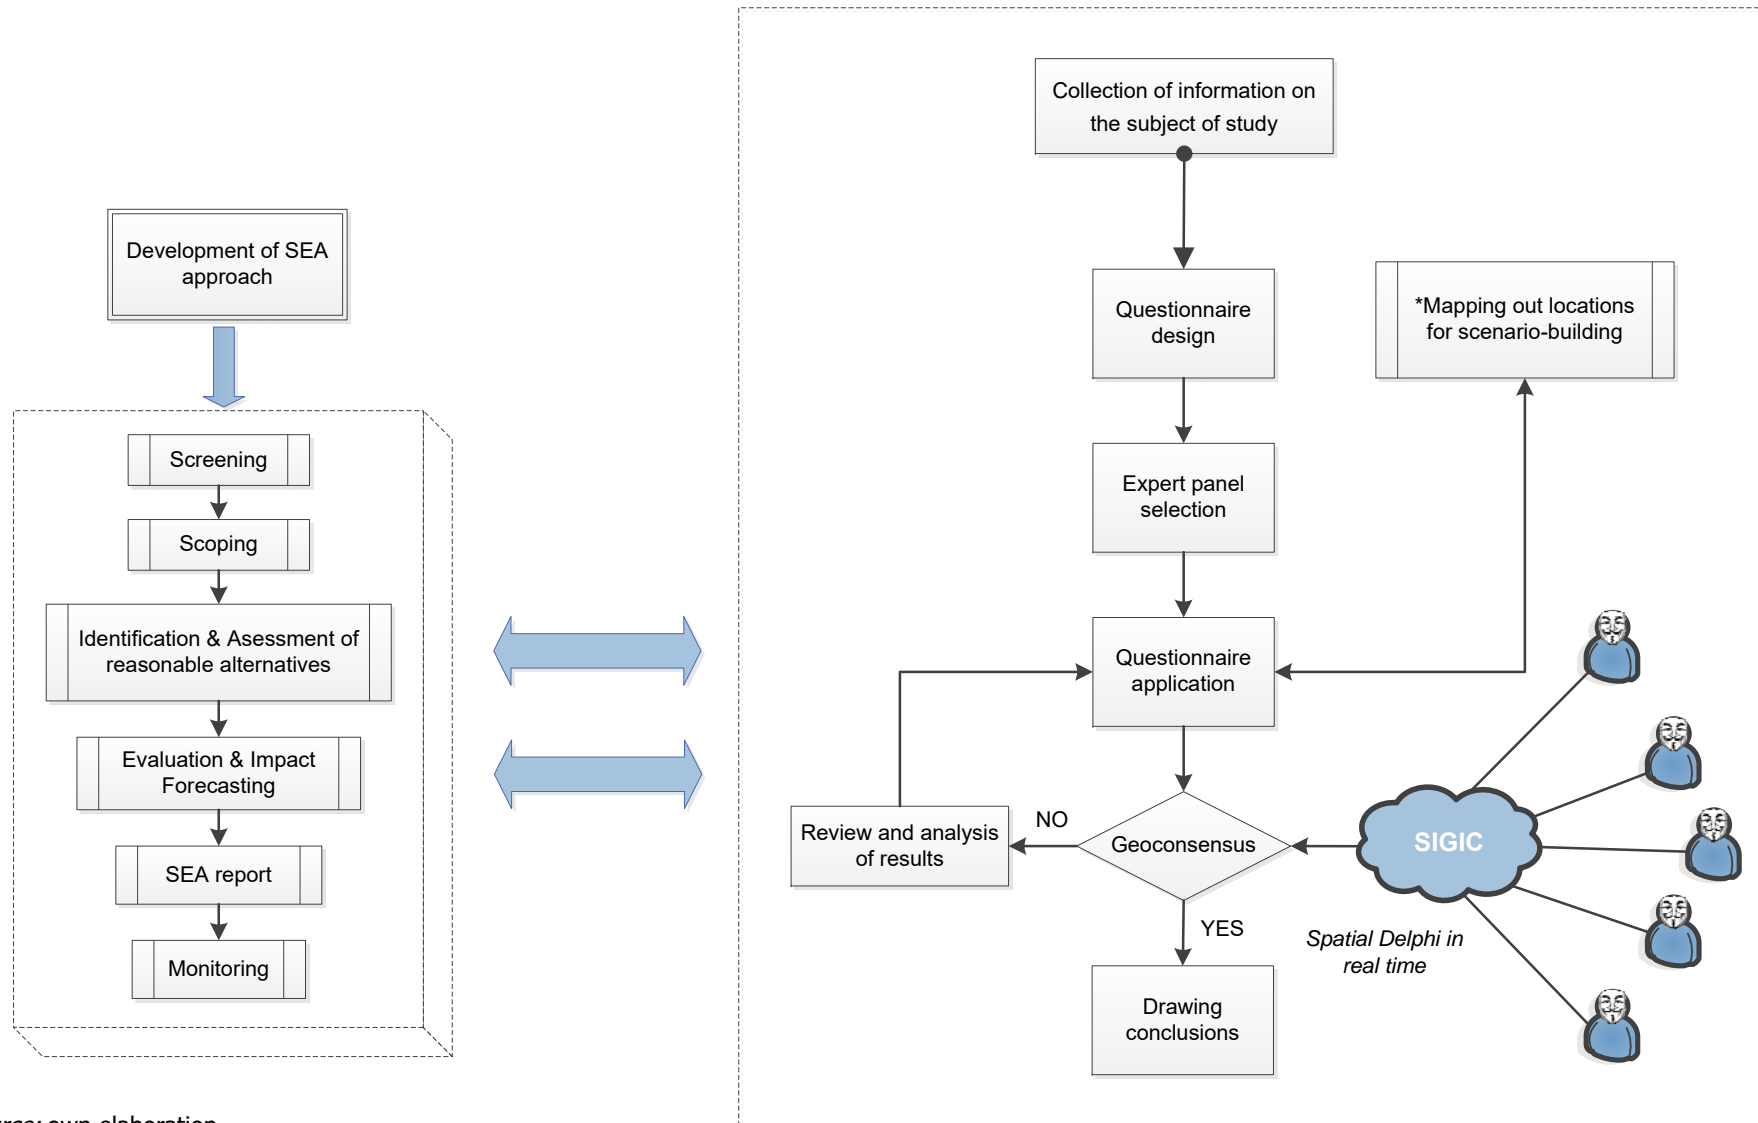 Development of SEA
approach
Screening
Scoping
Identification & Asessment of
reasonable alternatives
Evaluation & Impact
Forecasting
SEA report
Monitoring
Collection of information on
the subject of study
Questionnaire
design
*Mapping out locations
for scenario-building
Expert panel
selection
Questionnaire
application
Review and analysis
of results
NO
Geoconsensus
SIGIC
YES
Spatial Delphi in
real time
Drawing
conclusions
own elaboration